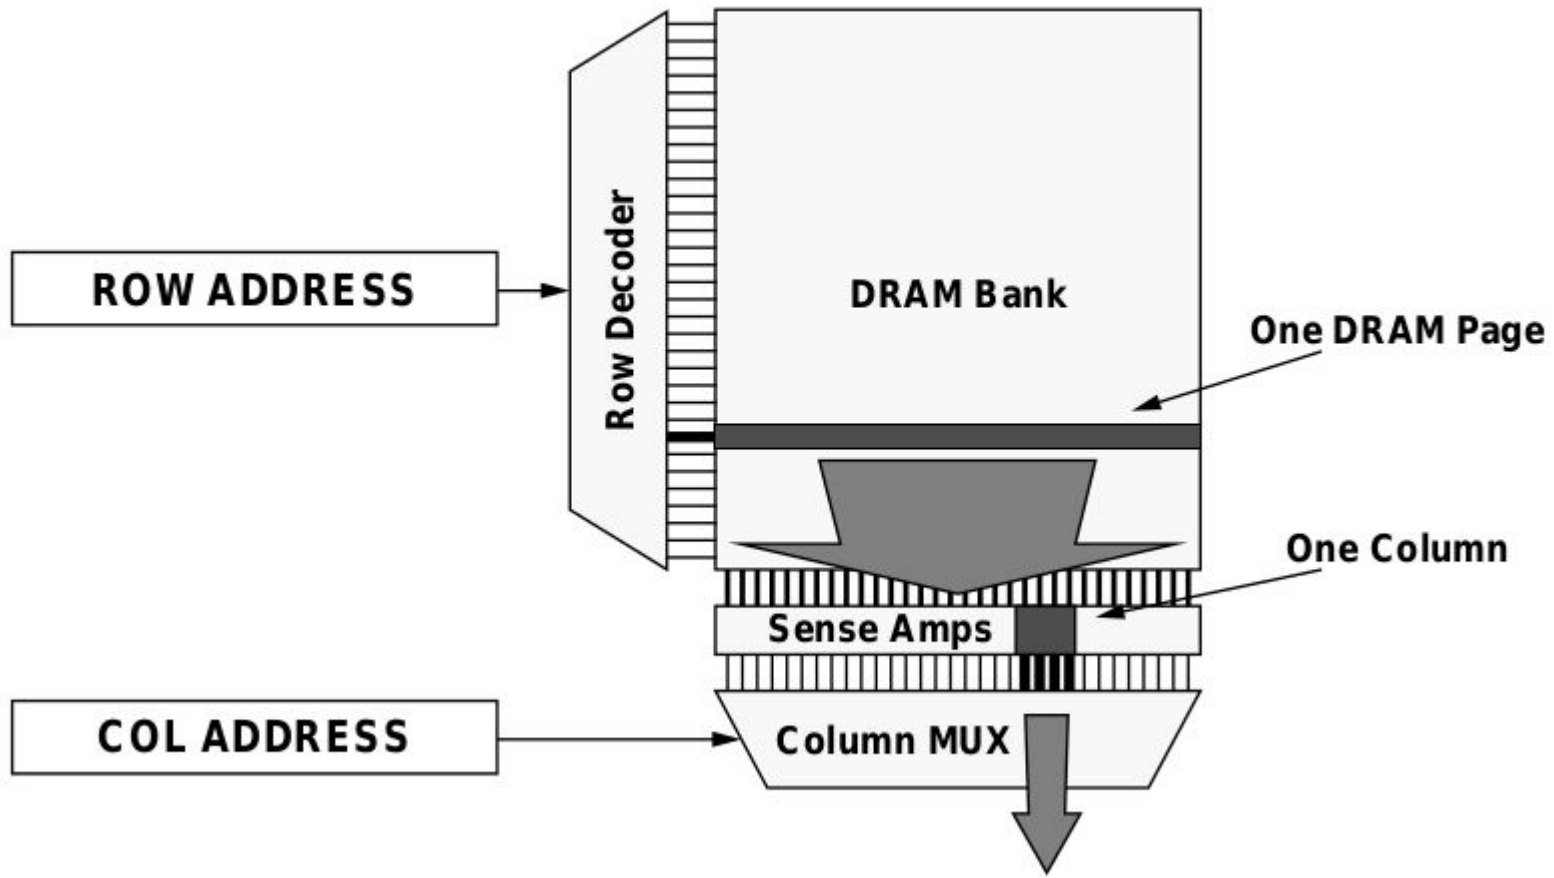 ROW ADDRESS
Row Decoder
DRAM Bank
One DRAM Page
One Column
Sense Amps
COL ADDRESS
Column MUX